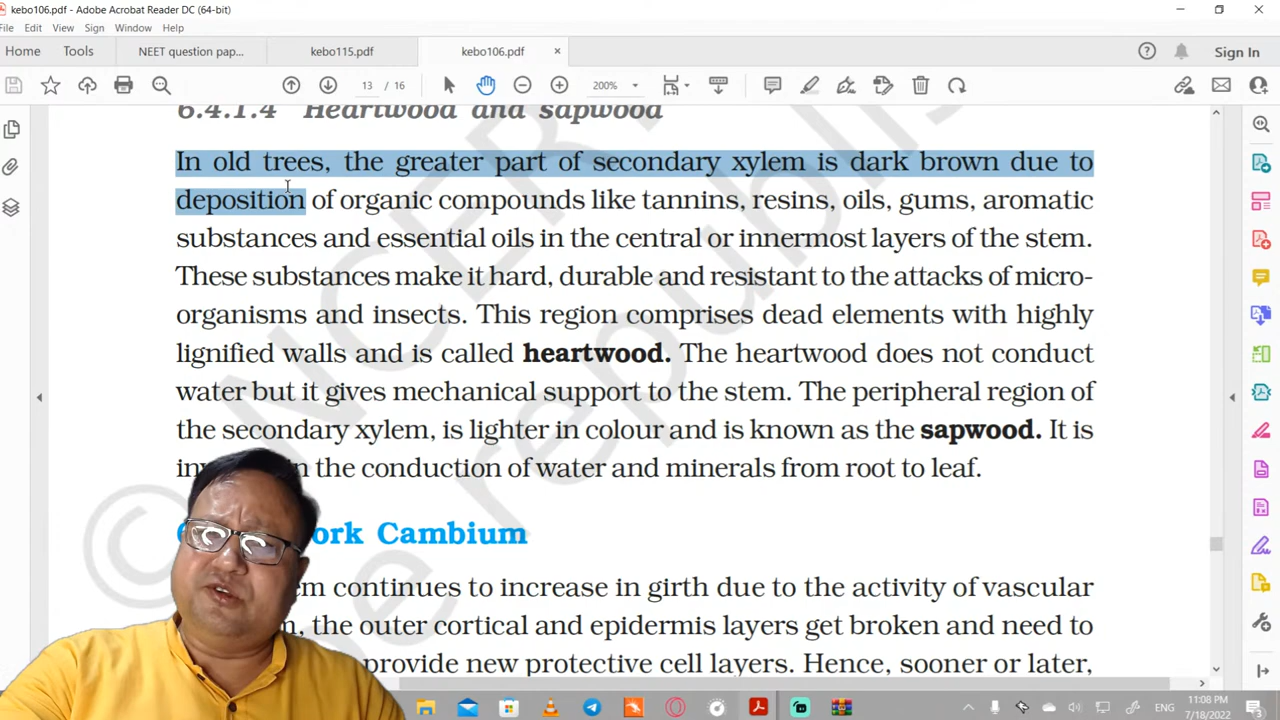 kebo106.pdf - Adobe Acrobat Reader DC (64-bit)
File Edit View Sign Window Help
Home Tools NEET question pap... kebo115.pdf kebo106.pdf × Sign In
13 / 16 200%
6.4.1.4 Heartwood and sapwood
In old trees, the greater part of secondary xylem is dark brown due to
deposition of organic compounds like tannins, resins, oils, gums, aromatic
substances and essential oils in the central or innermost layers of the stem.
These substances make it hard, durable and resistant to the attacks of micro-
organisms and insects. This region comprises dead elements with highly
lignified walls and is called heartwood. The heartwood does not conduct
water but it gives mechanical support to the stem. The peripheral region of
the secondary xylem, is lighter in colour and is known as the sapwood. It is
in the conduction of water and minerals from root to leaf.
ork Cambium
em continues to increase in girth due to the activity of vascular
the outer cortical and epidermis layers get broken and need to
provide new protective cell layers. Hence, sooner or later,
© NCERT
be republis
ENG 11:08 PM
7/18/2022